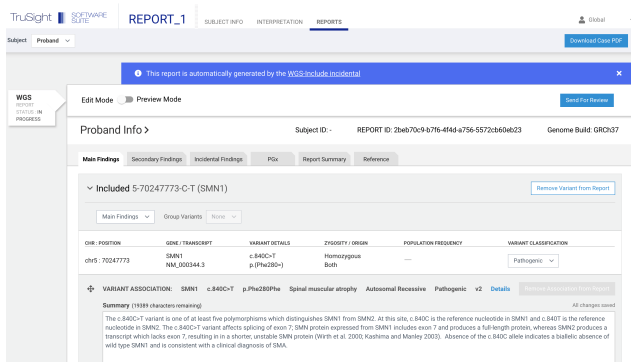 TruSight SOFTWARE SUITE REPORT_1 SUBJECT INFO INTERPRETATION REPORTS Global
Subject Proband Download Case PDF
This report is automatically generated by the WGS-Include incidental
WGS
REPORT
STATUS : IN
PROGRESS
Edit Mode Preview Mode Send For Review
Proband Info > Subject ID: - REPORT ID: 2beb70c9-b7f6-4f4d-a756-5572cb60eb23 Genome Build: GRCh37
Main Findings Secondary Findings Incidental Findings PGx Report Summary Reference
Included 5-70247773-C-T (SMN1) Remove Variant from Report
Main Findings Group Variants None
CHR : POSITION GENE / TRANSCRIPT VARIANT DETAILS ZYGOSITY / ORIGIN POPULATION FREQUENCY VARIANT CLASSIFICATION
chr5 : 70247773 SMN1 c.840C>T Homozygous — Pathogenic
NM_000344.3 p.(Phe280=) Both
VARIANT ASSOCIATION: SMN1 c.840C>T p.Phe280Phe Spinal muscular atrophy Autosomal Recessive Pathogenic v2 Details Remove Association from Report
Summary (19389 characters remaining) All changes saved
The c.840C>T variant is one of at least five polymorphisms which distinguishes SMN1 from SMN2. At this site, c.840C is the reference nucleotide in SMN1 and c.840T is the reference
nucleotide in SMN2. The c.840C>T variant affects splicing of exon 7; SMN protein expressed from SMN1 includes exon 7 and produces a full-length protein, whereas SMN2 produces a
transcript which lacks exon 7, resulting in in a shorter, unstable SMN protein (Wirth et al. 2000; Kashima and Manley 2003). Absence of the c.840C allele indicates a biallelic absence of
wild type SMN1 and is consistent with a clinical diagnosis of SMA.